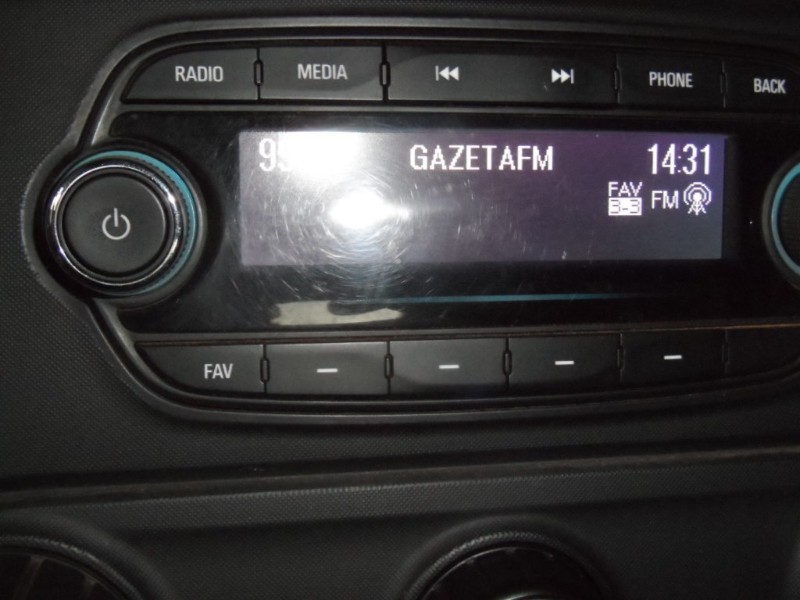 RADIO MEDIA PHONE BACK
GAZETAFM 14:31
FAV
3-3 FM
FAV